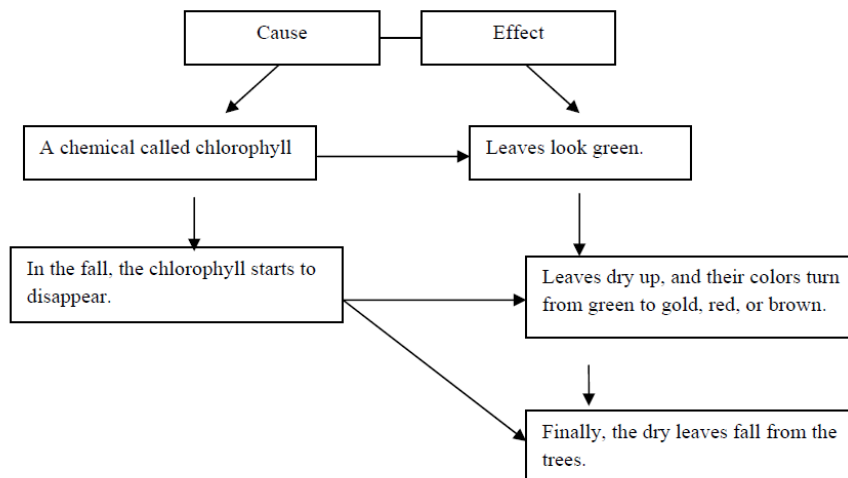 Cause
Effect
A chemical called chlorophyll
Leaves look green.
In the fall, the chlorophyll starts to
disappear.
Leaves dry up, and their colors turn
from green to gold, red, or brown.
Finally, the dry leaves fall from the
trees.